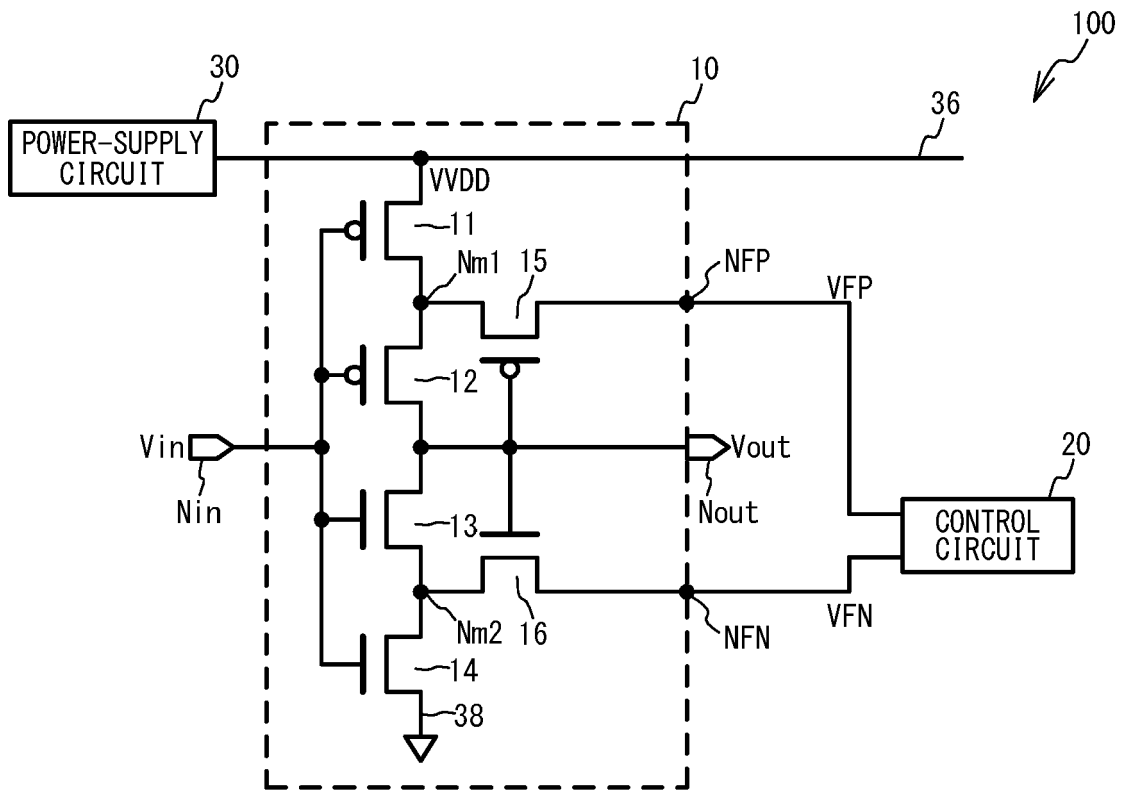 100
30
10
36
POWER-SUPPLY
CIRCUIT
VVDD
11
Nm1
15
NFP
VFP
12
Vin
Vout
20
Nin
Nout
13
CONTROL
CIRCUIT
Nm2
16
NFN
VFN
14
38